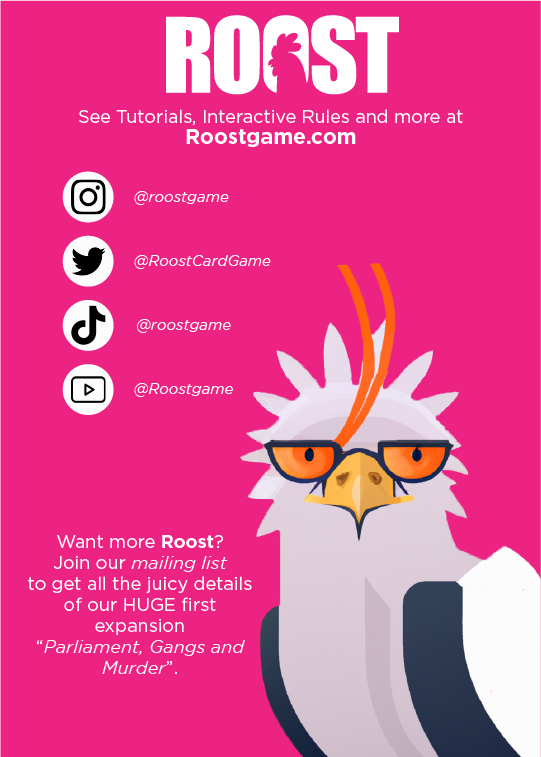 ROOST
See Tutorials, Interactive Rules and more at
Roostgame.com
@roostgame
@RoostCardGame
@roostgame
@Roostgame
Want more Roost?
Join our mailing list
to get all the juicy details
of our HUGE first
expansion
“Parliament, Gangs and
Murder”.